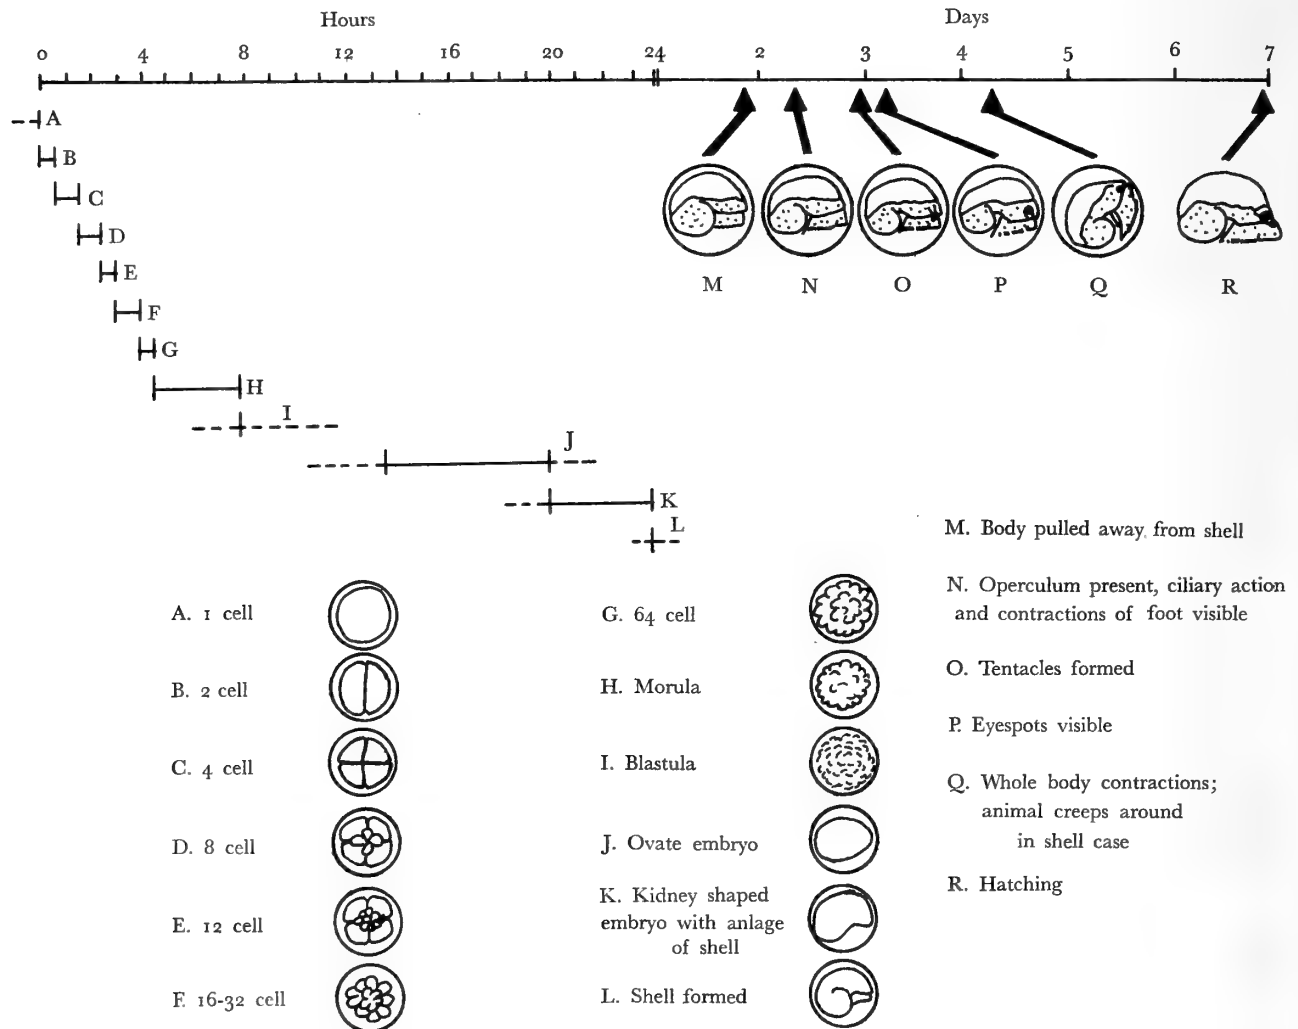 Hours
Days
0 4 8 12 16 20 24 2 3 4 5 6 7
A
B
C
D
E
F
G
H
I
J
K
L
M N O P Q R
A. 1 cell
B. 2 cell
C. 4 cell
D. 8 cell
E. 12 cell
F. 16-32 cell
G. 64 cell
H. Morula
I. Blastula
J. Ovate embryo
K. Kidney shaped
embryo with anlage
of shell
L. Shell formed
M. Body pulled away from shell
N. Operculum present, ciliary action
and contractions of foot visible
O. Tentacles formed
P. Eyespots visible
Q. Whole body contractions;
animal creeps around
in shell case
R. Hatching